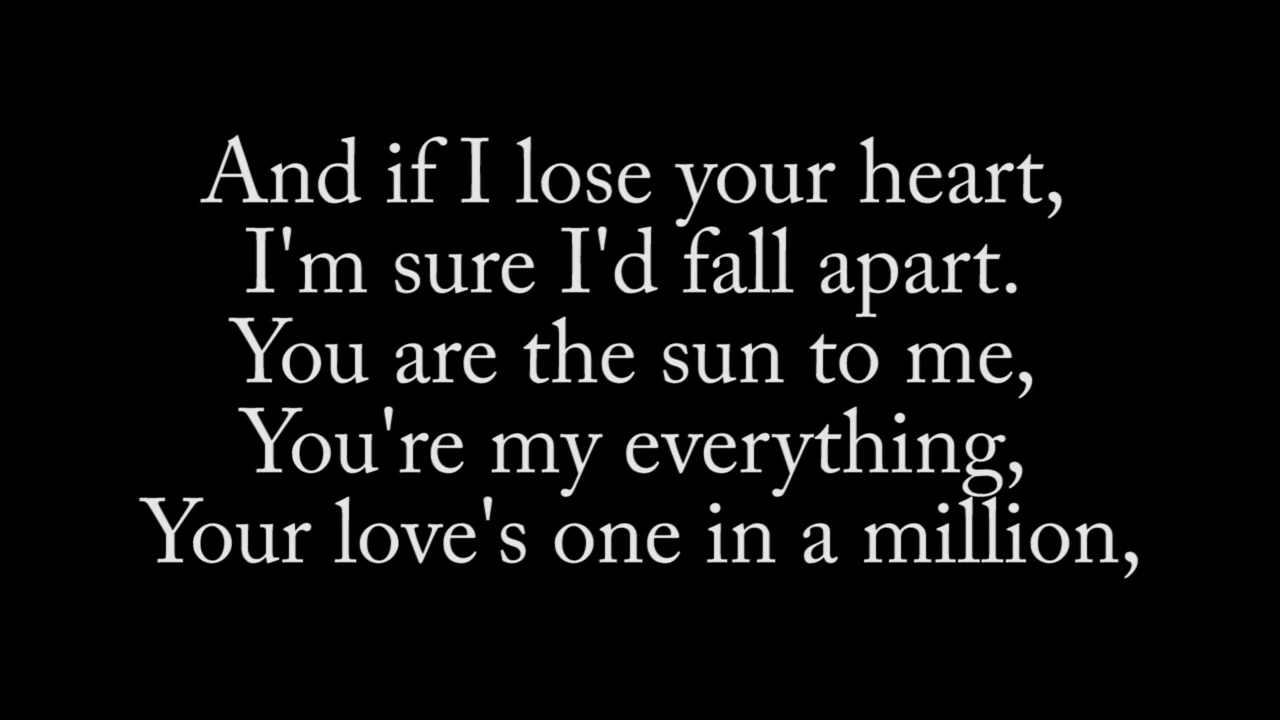 And if I lose your heart,
I'm sure I'd fall apart.
You are the sun to me,
You're my everything,
Your love's one in a million,